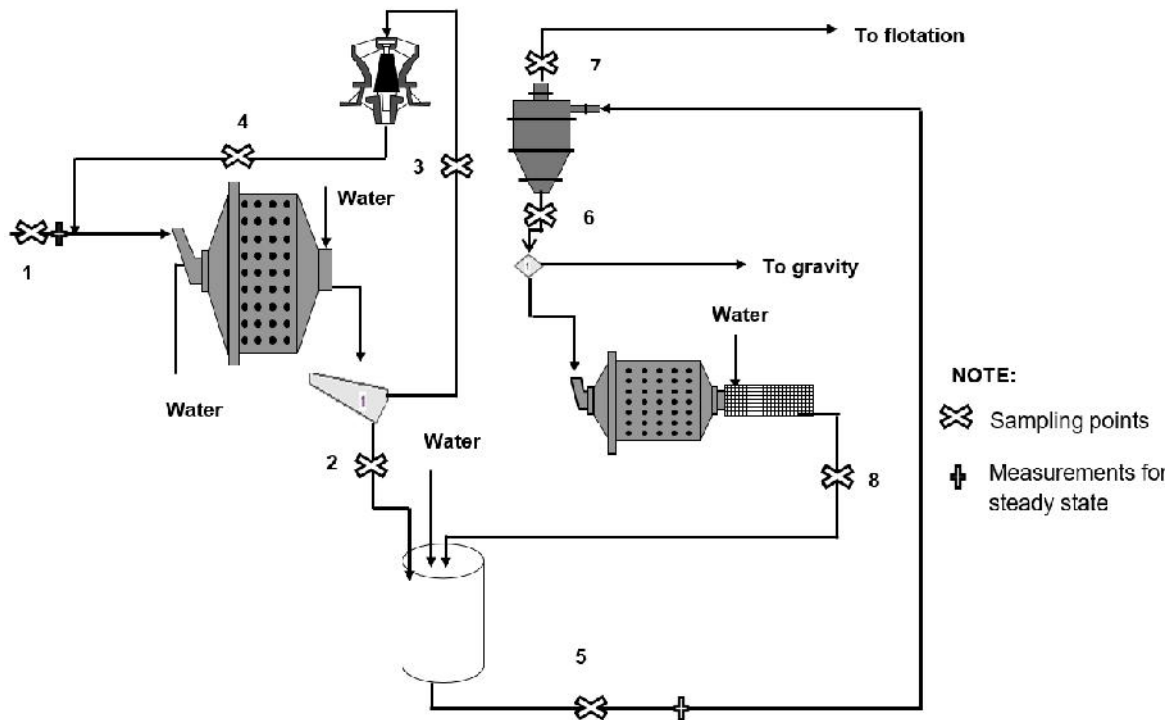 To flotation
7
4
3
Water
6
1
To gravity
Water
NOTE:
Water
Sampling points
2
Water
8
Measurements for
steady state
5